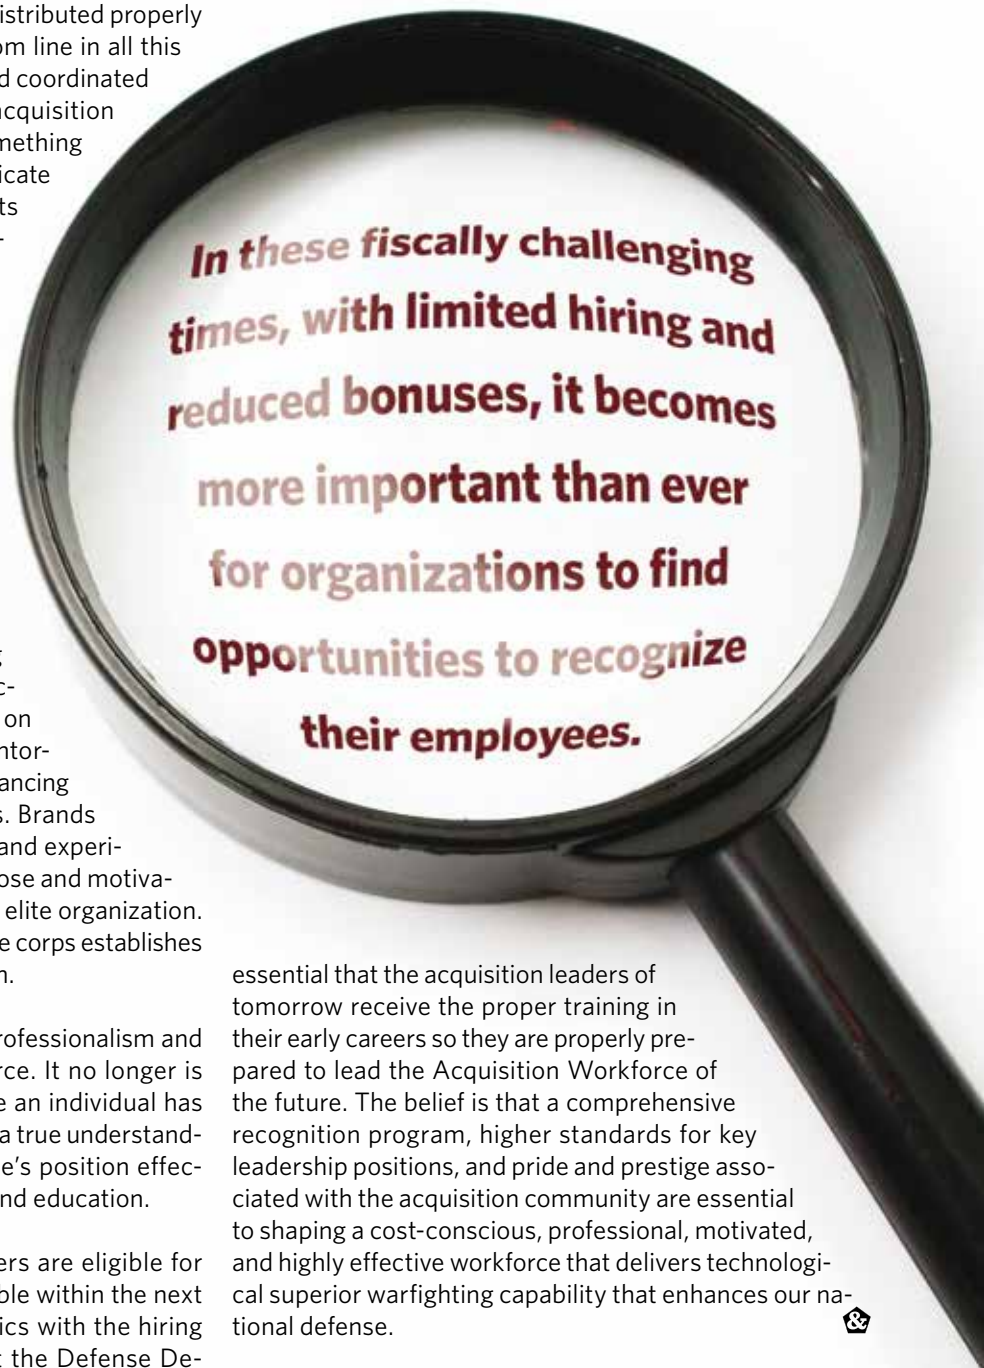 istributed properly
om line in all this
d coordinated
acquisition
mething
icate
ts
-
g
c-
on
ntor-
ancing
s. Brands
and experi-
ose and motiva-
elite organization.
e corps establishes
n.
rofessionalism and
rce. It no longer is
e an individual has
a true understand-
e's position effec-
nd education.
ers are eligible for
ble within the next
ics with the hiring
t the Defense De-
In these fiscally challenging
times, with limited hiring and
reduced bonuses, it becomes
more important than ever
for organizations to find
opportunities to recognize
their employees.
essential that the acquisition leaders of
tomorrow receive the proper training in
their early careers so they are properly pre-
pared to lead the Acquisition Workforce of
the future. The belief is that a comprehensive
recognition program, higher standards for key
leadership positions, and pride and prestige asso-
ciated with the acquisition community are essential
to shaping a cost-conscious, professional, motivated,
and highly effective workforce that delivers technologi-
cal superior warfighting capability that enhances our na-
tional defense.
&